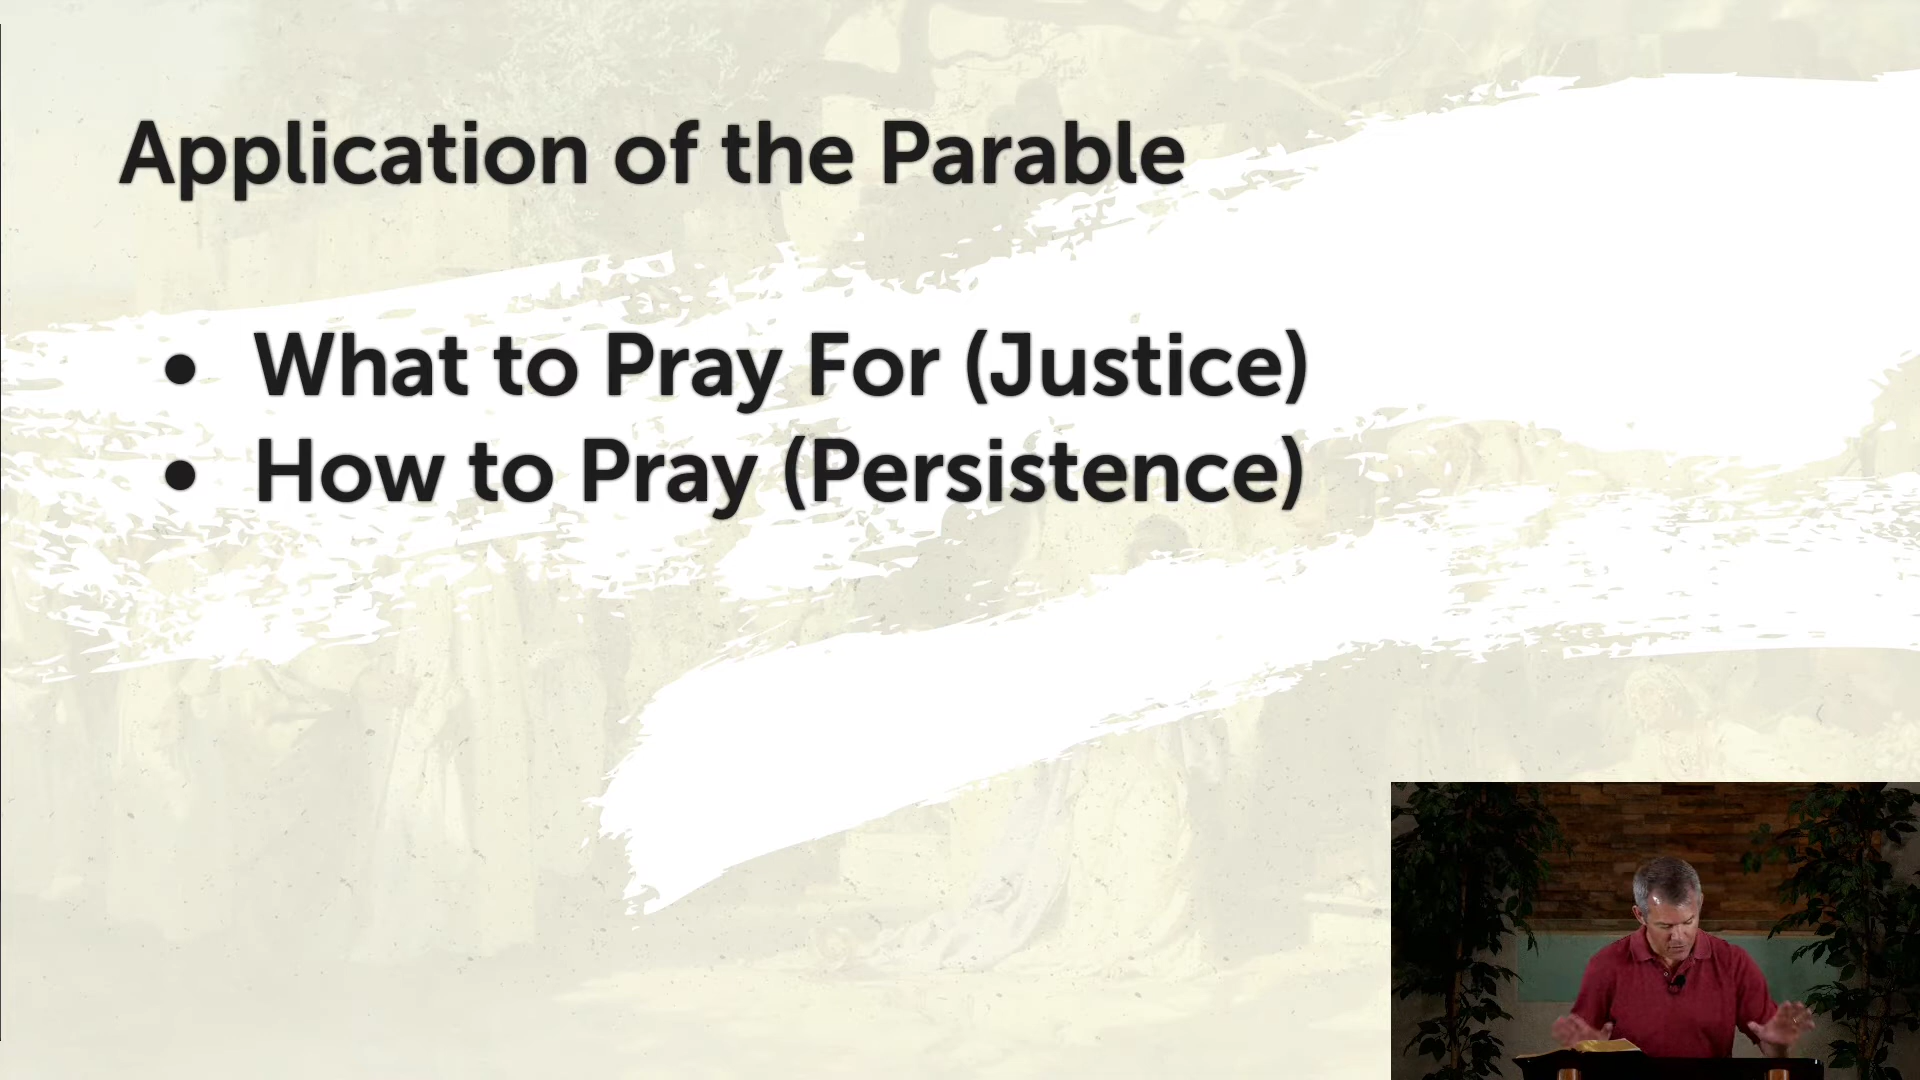 Application of the Parable
• What to Pray For (Justice)
• How to Pray (Persistence)